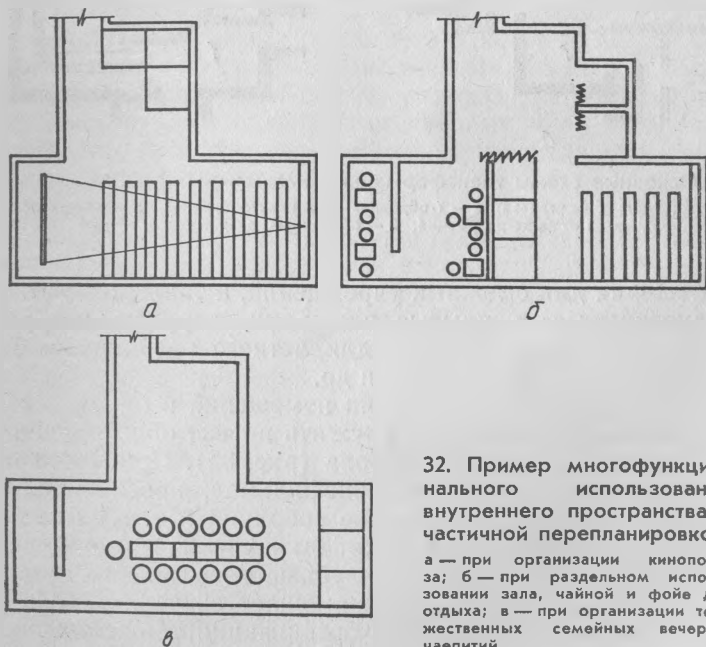 а
б
в
32. Пример многофункци
нального использован
внутреннего пространства
частичной перепланировко
а — при организации кинопо
за; б — при раздельном испо
зовании зала, чайной и фойе
отдыха; в — при организации
жественных семейных вечер
чаепитий